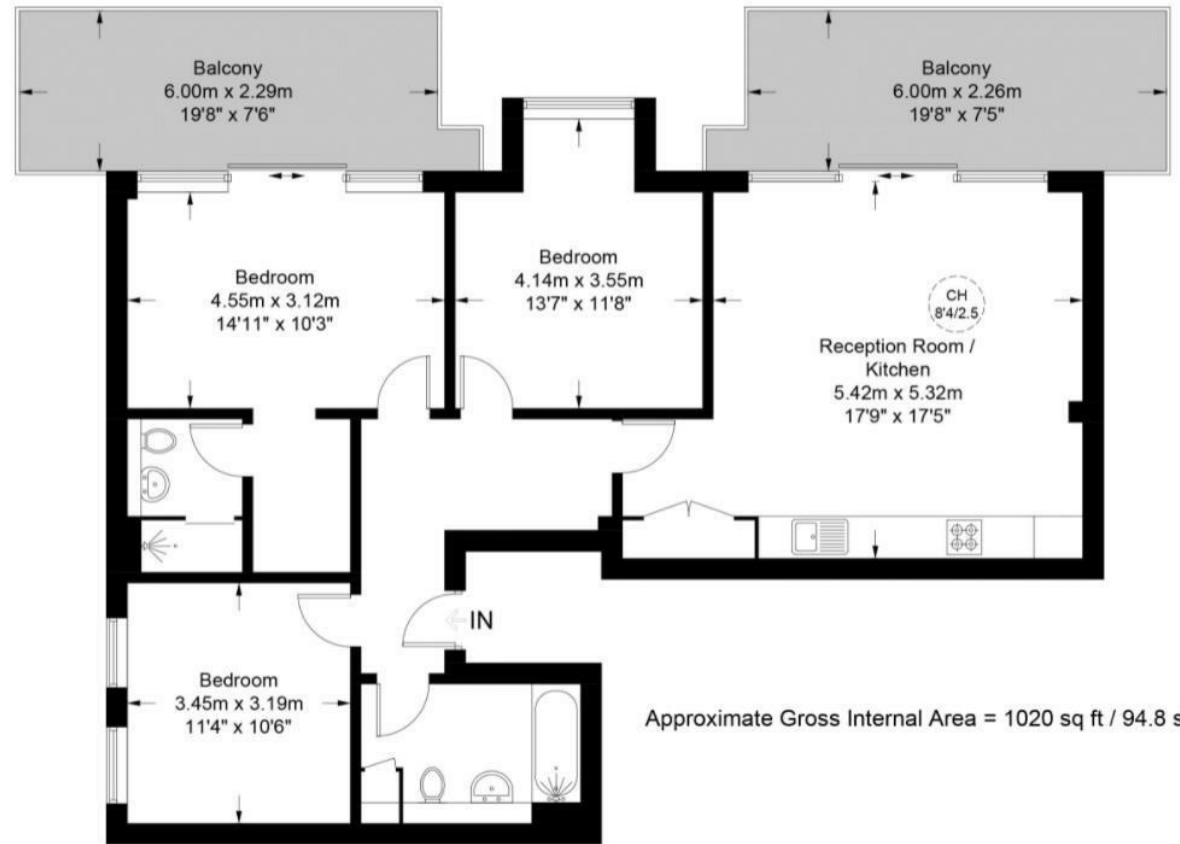 Balcony
6.00m x 2.29m
19'8" x 7'6"
Balcony
6.00m x 2.26m
19'8" x 7'5"
Bedroom
4.55m x 3.12m
14'11" x 10'3"
Bedroom
4.14m x 3.55m
13'7" x 11'8"
CH
8'4/2.5
Reception Room /
Kitchen
5.42m x 5.32m
17'9" x 17'5"
IN
Bedroom
3.45m x 3.19m
11'4" x 10'6"
Approximate Gross Internal Area = 1020 sq ft / 94.8 s